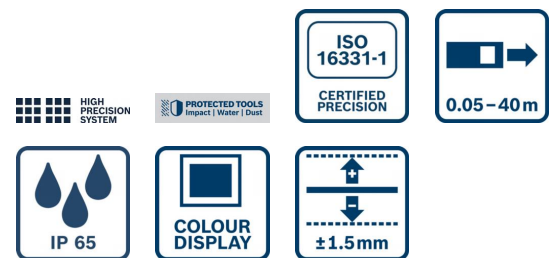 HIGH
PRECISION
SYSTEM
PROTECTED TOOLS
Impact | Water | Dust
ISO
16331-1
CERTIFIED
PRECISION
0.05–40 m
IP 65
COLOUR
DISPLAY
±1.5 mm